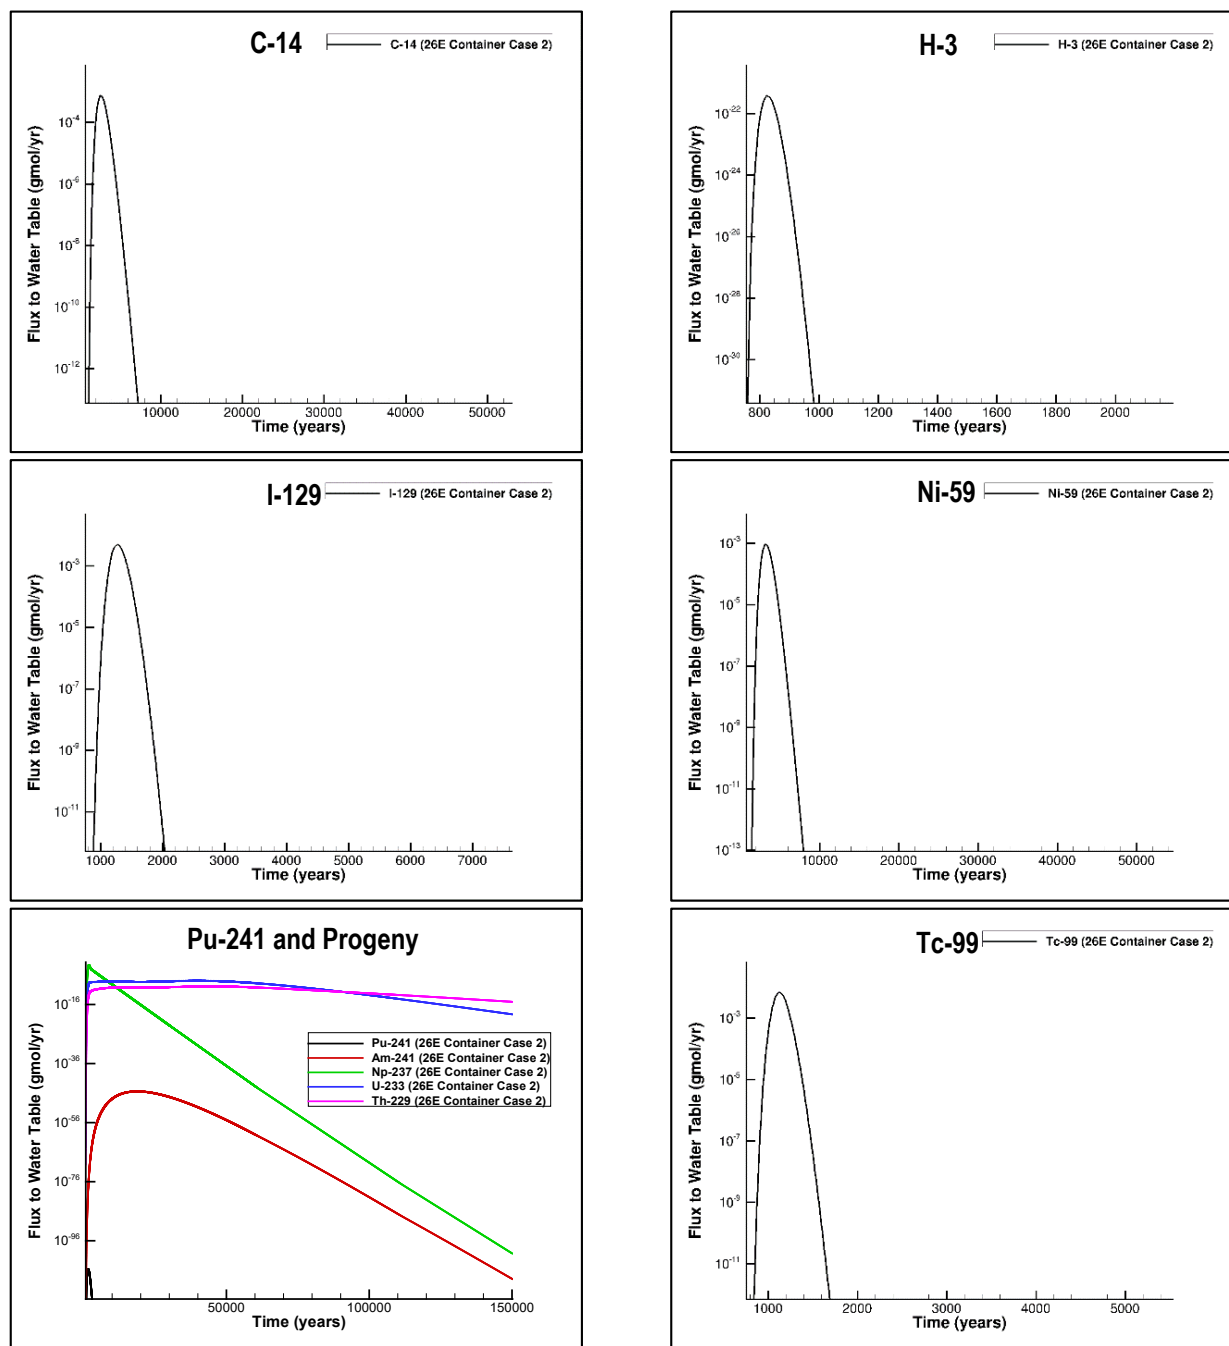 C-14
C-14 (26E Container Case 2)
Flux to Water Table (gmol/yr)
10^-4
10^-6
10^-8
10^-10
10^-12
10000 20000 30000 40000 50000
Time (years)
H-3
H-3 (26E Container Case 2)
Flux to Water Table (gmol/yr)
10^-22
10^-24
10^-26
10^-28
10^-30
800 1000 1200 1400 1600 1800 2000
Time (years)
I-129
I-129 (26E Container Case 2)
Flux to Water Table (gmol/yr)
10^-3
10^-5
10^-7
10^-9
10^-11
1000 2000 3000 4000 5000 6000 7000
Time (years)
Ni-59
Ni-59 (26E Container Case 2)
Flux to Water Table (gmol/yr)
10^-3
10^-5
10^-7
10^-9
10^-11
10^-13
10000 20000 30000 40000 50000
Time (years)
Pu-241 and Progeny
Flux to Water Table (gmol/yr)
10^-16
10^-36
10^-56
10^-76
10^-96
Pu-241 (26E Container Case 2)
Am-241 (26E Container Case 2)
Np-237 (26E Container Case 2)
U-233 (26E Container Case 2)
Th-229 (26E Container Case 2)
50000 100000 150000
Time (years)
Tc-99
Tc-99 (26E Container Case 2)
Flux to Water Table (gmol/yr)
10^-3
10^-5
10^-7
10^-9
10^-11
1000 2000 3000 4000 5000
Time (years)